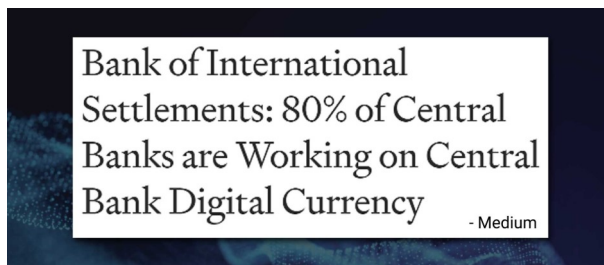 Bank of International
Settlements: 80% of Central
Banks are Working on Central
Bank Digital Currency
- Medium